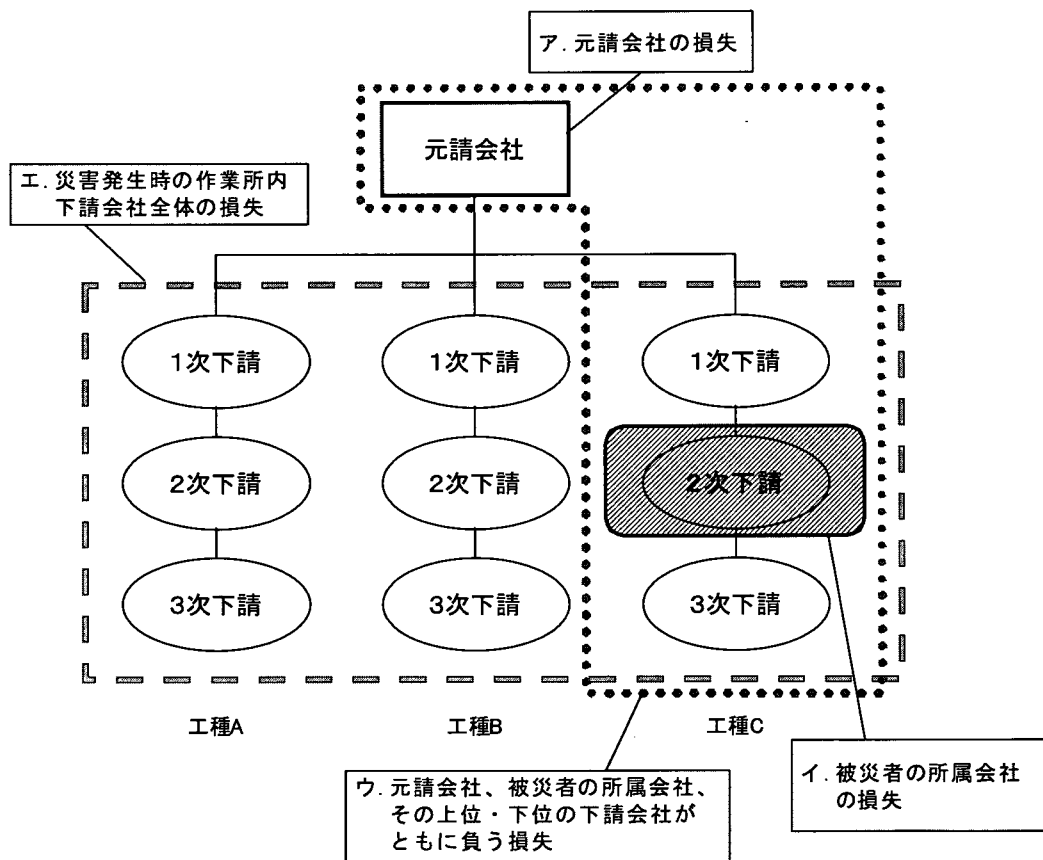 ア. 元請会社の損失
元請会社
エ. 災害発生時の作業所内
下請会社全体の損失
1次下請
1次下請
1次下請
2次下請
2次下請
2次下請
3次下請
3次下請
3次下請
工種A
工種B
工種C
ウ. 元請会社、被災者の所属会社、
その上位・下位の下請会社が
ともに負う損失
イ. 被災者の所属会社
の損失